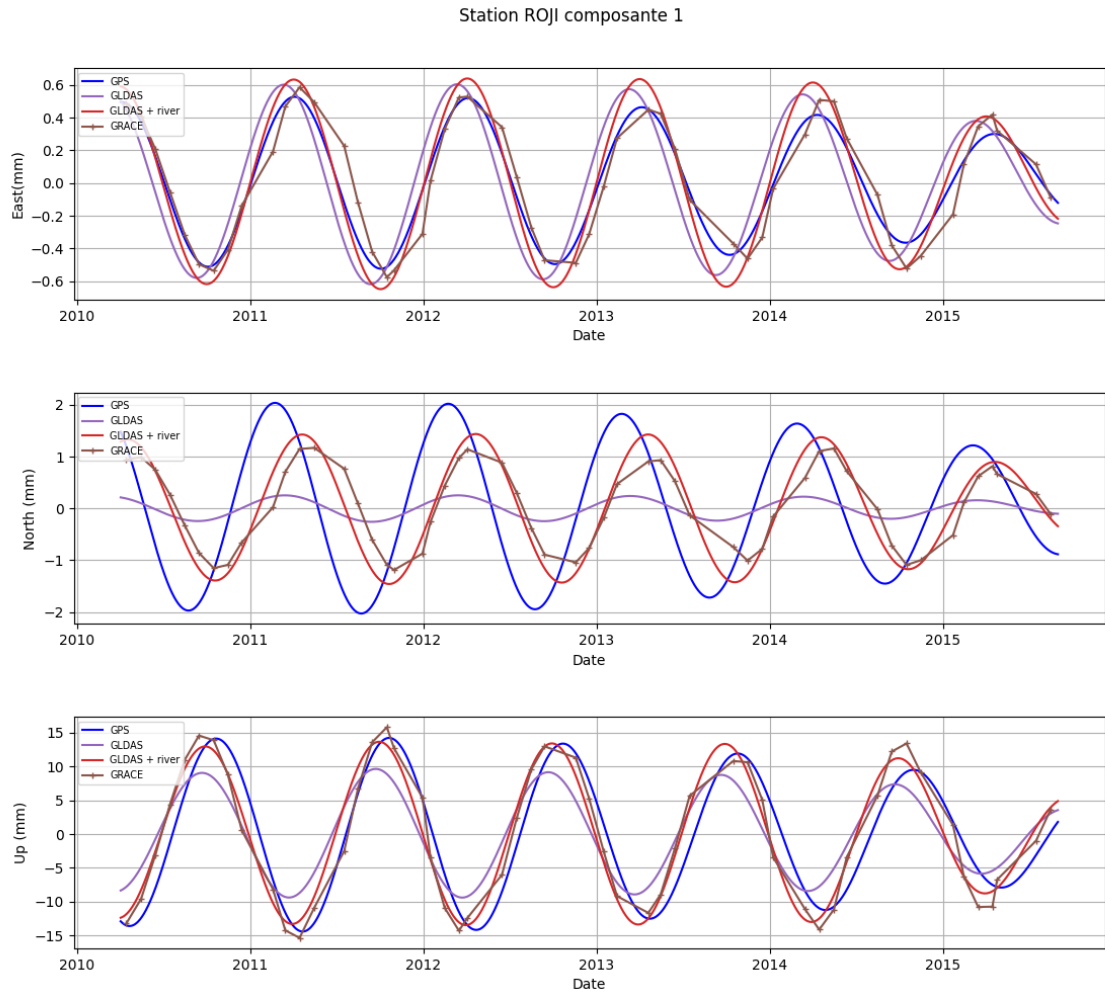 Station ROJI composante 1
GPS
GLDAS
GLDAS + river
GRACE
East(mm)
0.6
0.4
0.2
0.0
−0.2
−0.4
−0.6
2010 2011 2012 2013 2014 2015
Date
GPS
GLDAS
GLDAS + river
GRACE
North (mm)
2
1
0
−1
−2
2010 2011 2012 2013 2014 2015
Date
GPS
GLDAS
GLDAS + river
GRACE
Up (mm)
15
10
5
0
−5
−10
−15
2010 2011 2012 2013 2014 2015
Date